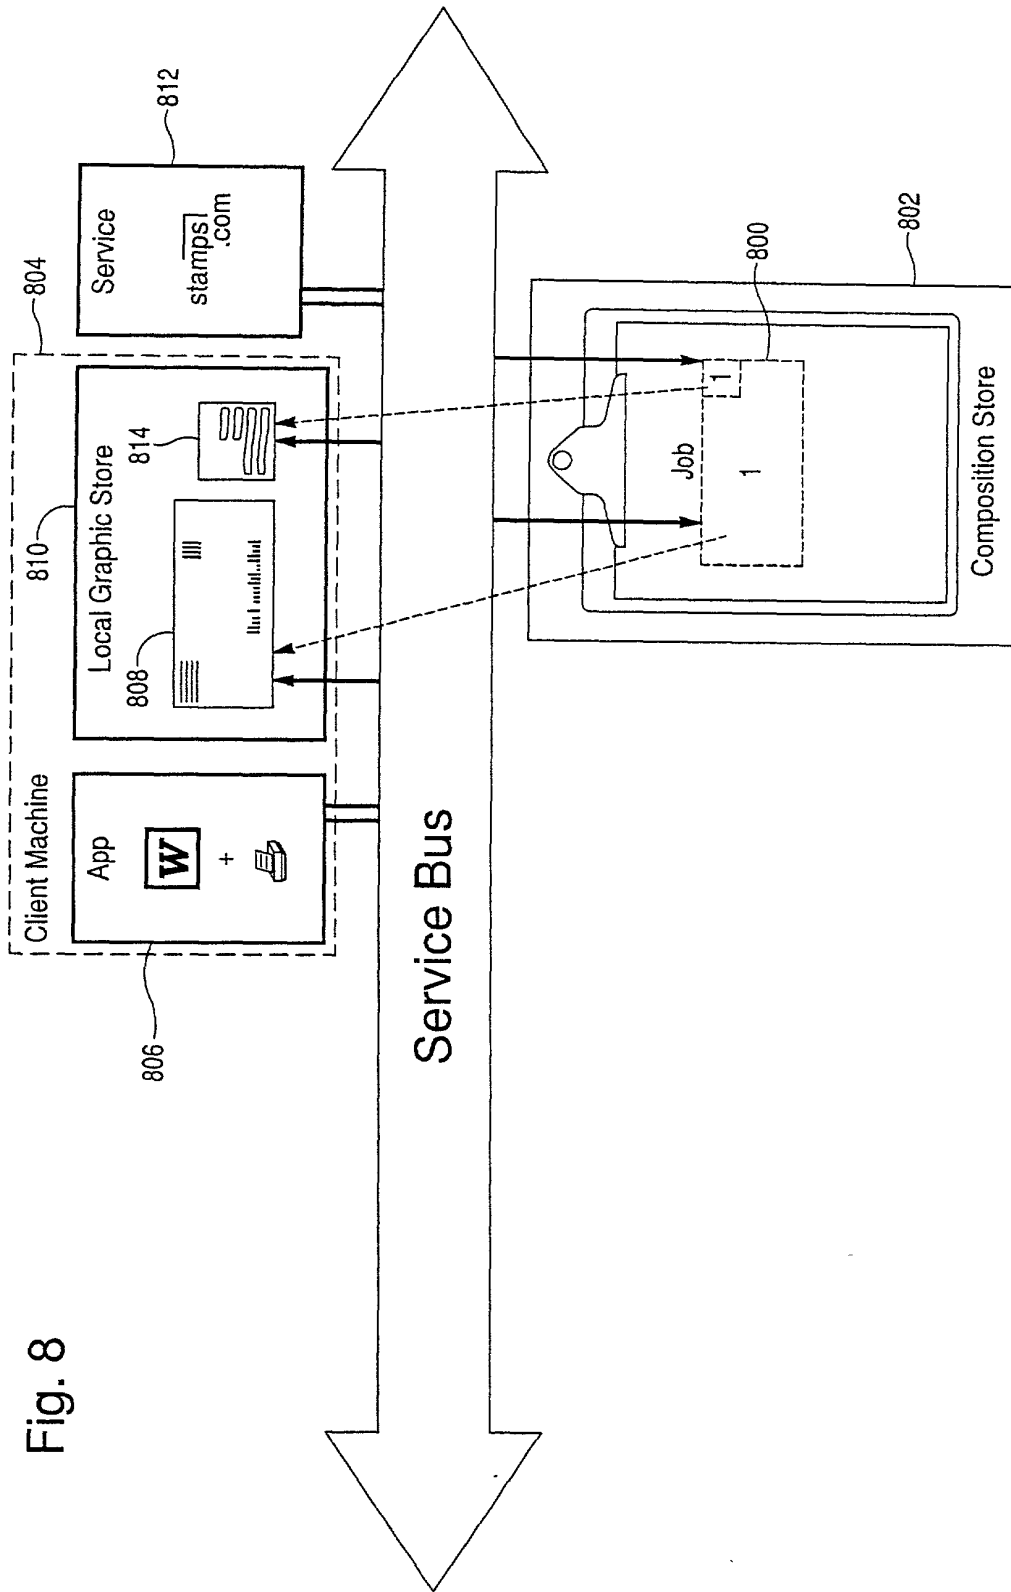 Fig. 8
Client Machine
804
806
App
W
+
810
Local Graphic Store
808
814
812
Service
stamps
.com
Service Bus
Job
1
1
800
802
Composition Store